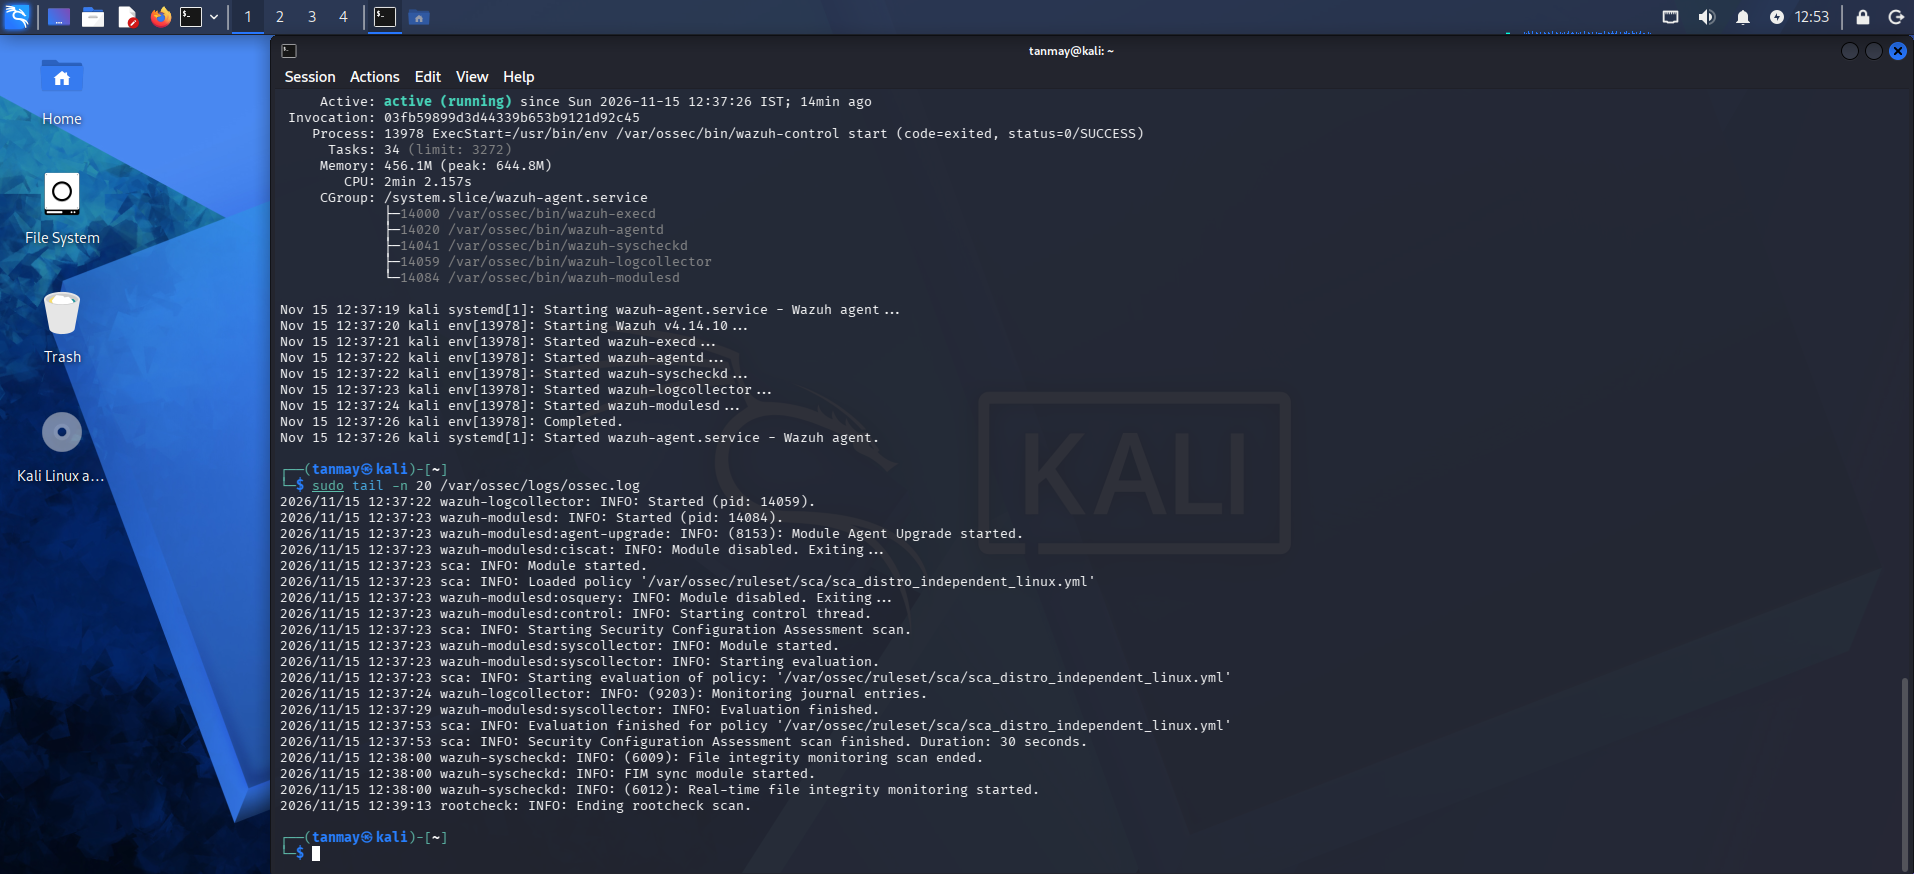 1 2 3 4
12:53
tanmay@kali: ~
Session Actions Edit View Help
Home
File System
Trash
Kali Linux a...
Active: active (running) since Sun 2026-11-15 12:37:26 IST; 14min ago
Invocation: 03fb59899d3d44339b653b9121d92c45
Process: 13978 ExecStart=/usr/bin/env /var/ossec/bin/wazuh-control start (code=exited, status=0/SUCCESS)
Tasks: 34 (limit: 3272)
Memory: 456.1M (peak: 644.8M)
CPU: 2min 2.157s
CGroup: /system.slice/wazuh-agent.service
├─14000 /var/ossec/bin/wazuh-execd
├─14020 /var/ossec/bin/wazuh-agentd
├─14041 /var/ossec/bin/wazuh-syscheckd
├─14059 /var/ossec/bin/wazuh-logcollector
└─14084 /var/ossec/bin/wazuh-modulesd
Nov 15 12:37:19 kali systemd[1]: Starting wazuh-agent.service - Wazuh agent...
Nov 15 12:37:20 kali env[13978]: Starting Wazuh v4.14.10...
Nov 15 12:37:21 kali env[13978]: Started wazuh-execd...
Nov 15 12:37:22 kali env[13978]: Started wazuh-agentd...
Nov 15 12:37:22 kali env[13978]: Started wazuh-syscheckd...
Nov 15 12:37:23 kali env[13978]: Started wazuh-logcollector...
Nov 15 12:37:24 kali env[13978]: Started wazuh-modulesd...
Nov 15 12:37:26 kali env[13978]: Completed.
Nov 15 12:37:26 kali systemd[1]: Started wazuh-agent.service - Wazuh agent.
┌──(tanmay㉿kali)-[~]
└─$ sudo tail -n 20 /var/ossec/logs/ossec.log
2026/11/15 12:37:22 wazuh-logcollector: INFO: Started (pid: 14059).
2026/11/15 12:37:23 wazuh-modulesd: INFO: Started (pid: 14084).
2026/11/15 12:37:23 wazuh-modulesd:agent-upgrade: INFO: (8153): Module Agent Upgrade started.
2026/11/15 12:37:23 wazuh-modulesd:ciscat: INFO: Module disabled. Exiting...
2026/11/15 12:37:23 sca: INFO: Module started.
2026/11/15 12:37:23 sca: INFO: Loaded policy '/var/ossec/ruleset/sca/sca_distro_independent_linux.yml'
2026/11/15 12:37:23 wazuh-modulesd:osquery: INFO: Module disabled. Exiting...
2026/11/15 12:37:23 wazuh-modulesd:control: INFO: Starting control thread.
2026/11/15 12:37:23 sca: INFO: Starting Security Configuration Assessment scan.
2026/11/15 12:37:23 wazuh-modulesd:syscollector: INFO: Module started.
2026/11/15 12:37:23 wazuh-modulesd:syscollector: INFO: Starting evaluation.
2026/11/15 12:37:23 sca: INFO: Starting evaluation of policy: '/var/ossec/ruleset/sca/sca_distro_independent_linux.yml'
2026/11/15 12:37:24 wazuh-logcollector: INFO: (9203): Monitoring journal entries.
2026/11/15 12:37:29 wazuh-modulesd:syscollector: INFO: Evaluation finished.
2026/11/15 12:37:53 sca: INFO: Evaluation finished for policy '/var/ossec/ruleset/sca/sca_distro_independent_linux.yml'
2026/11/15 12:37:53 sca: INFO: Security Configuration Assessment scan finished. Duration: 30 seconds.
2026/11/15 12:38:00 wazuh-syscheckd: INFO: (6009): File integrity monitoring scan ended.
2026/11/15 12:38:00 wazuh-syscheckd: INFO: FIM sync module started.
2026/11/15 12:38:00 wazuh-syscheckd: INFO: (6012): Real-time file integrity monitoring started.
2026/11/15 12:39:13 rootcheck: INFO: Ending rootcheck scan.
┌──(tanmay㉿kali)-[~]
└─$
KALI